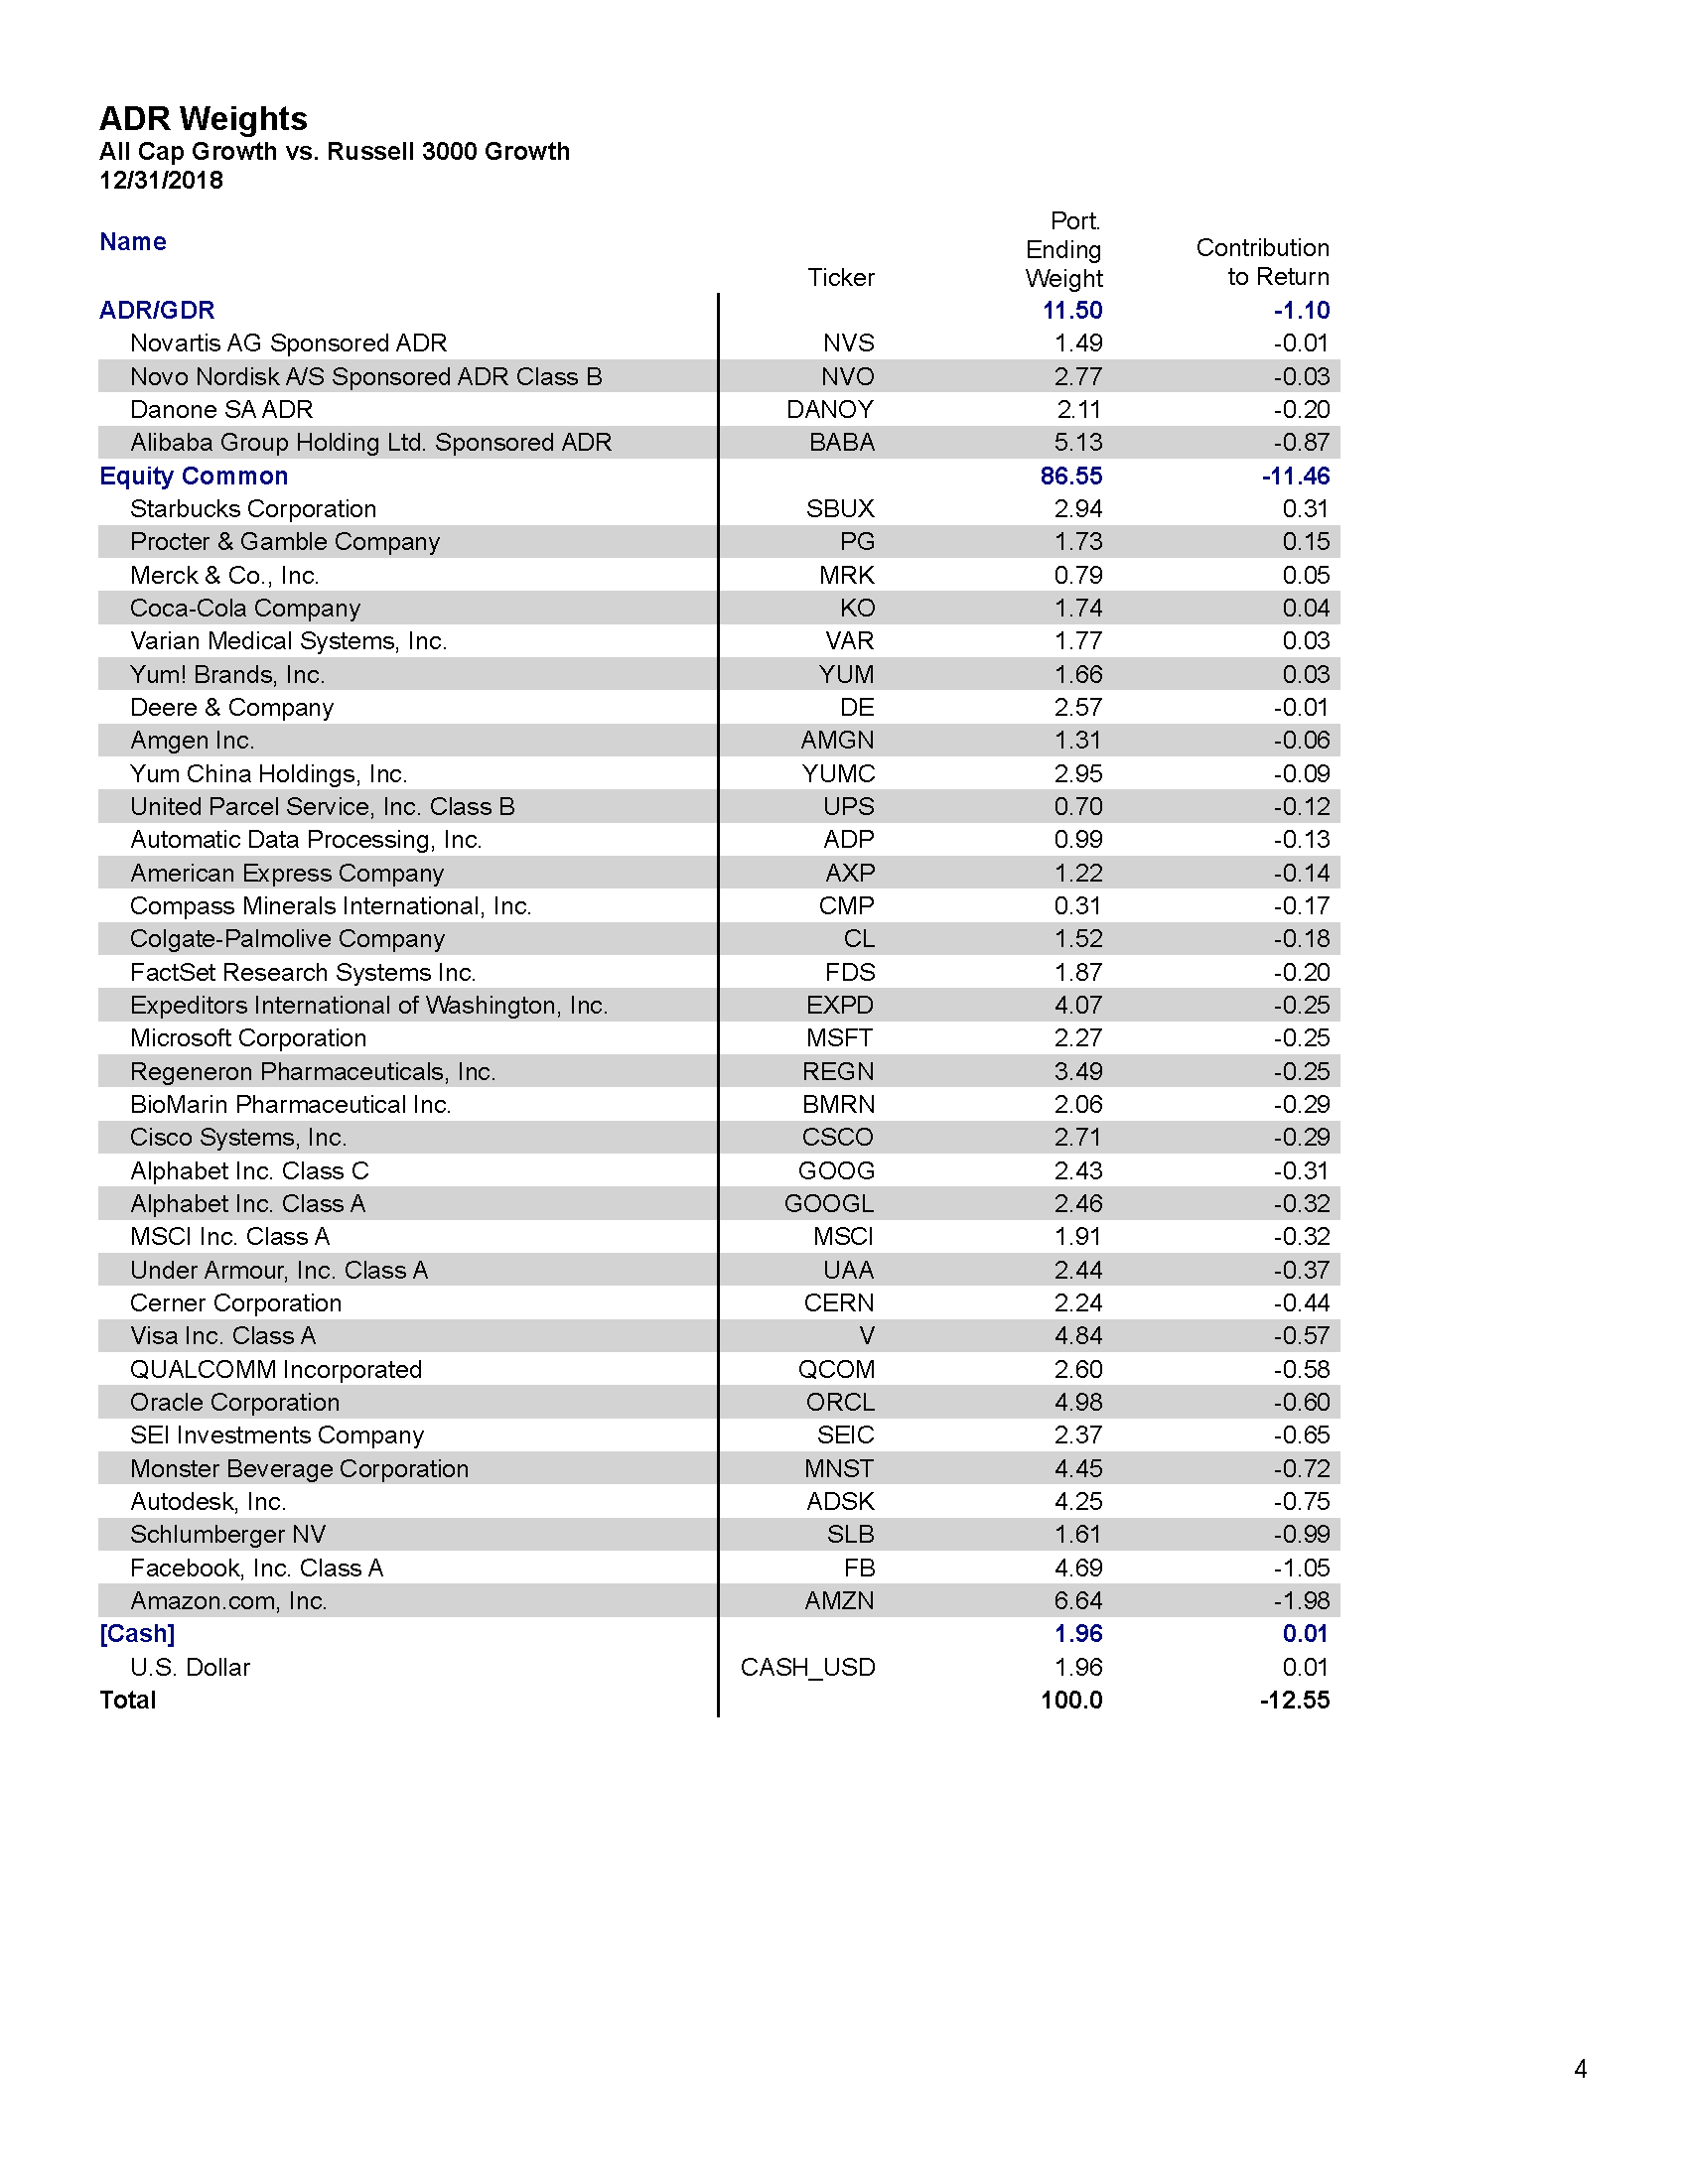 ADR Weights
All Cap Growth vs. Russell 3000 Growth
12/31/2018
Name Ticker Port. Ending Weight Contribution to Return
ADR/GDR 11.50 -1.10
Novartis AG Sponsored ADR NVS 1.49 -0.01
Novo Nordisk A/S Sponsored ADR Class B NVO 2.77 -0.03
Danone SA ADR DANOY 2.11 -0.20
Alibaba Group Holding Ltd. Sponsored ADR BABA 5.13 -0.87
Equity Common 86.55 -11.46
Starbucks Corporation SBUX 2.94 0.31
Procter & Gamble Company PG 1.73 0.15
Merck & Co., Inc. MRK 0.79 0.05
Coca-Cola Company KO 1.74 0.04
Varian Medical Systems, Inc. VAR 1.77 0.03
Yum! Brands, Inc. YUM 1.66 0.03
Deere & Company DE 2.57 -0.01
Amgen Inc. AMGN 1.31 -0.06
Yum China Holdings, Inc. YUMC 2.95 -0.09
United Parcel Service, Inc. Class B UPS 0.70 -0.12
Automatic Data Processing, Inc. ADP 0.99 -0.13
American Express Company AXP 1.22 -0.14
Compass Minerals International, Inc. CMP 0.31 -0.17
Colgate-Palmolive Company CL 1.52 -0.18
FactSet Research Systems Inc. FDS 1.87 -0.20
Expeditors International of Washington, Inc. EXPD 4.07 -0.25
Microsoft Corporation MSFT 2.27 -0.25
Regeneron Pharmaceuticals, Inc. REGN 3.49 -0.25
BioMarin Pharmaceutical Inc. BMRN 2.06 -0.29
Cisco Systems, Inc. CSCO 2.71 -0.29
Alphabet Inc. Class C GOOG 2.43 -0.31
Alphabet Inc. Class A GOOGL 2.46 -0.32
MSCI Inc. Class A MSCI 1.91 -0.32
Under Armour, Inc. Class A UAA 2.44 -0.37
Cerner Corporation CERN 2.24 -0.44
Visa Inc. Class A V 4.84 -0.57
QUALCOMM Incorporated QCOM 2.60 -0.58
Oracle Corporation ORCL 4.98 -0.60
SEI Investments Company SEIC 2.37 -0.65
Monster Beverage Corporation MNST 4.45 -0.72
Autodesk, Inc. ADSK 4.25 -0.75
Schlumberger NV SLB 1.61 -0.99
Facebook, Inc. Class A FB 4.69 -1.05
Amazon.com, Inc. AMZN 6.64 -1.98
[Cash] 1.96 0.01
U.S. Dollar CASH_USD 1.96 0.01
Total 100.0 -12.55
4